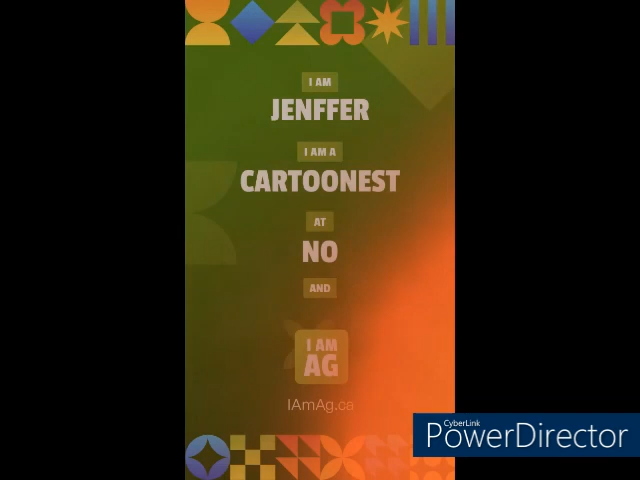 I AM
JENFFER
I AM A
CARTOONEST
AT
NO
AND
I AM
AG
IAmAg.ca
CyberLink
PowerDirector